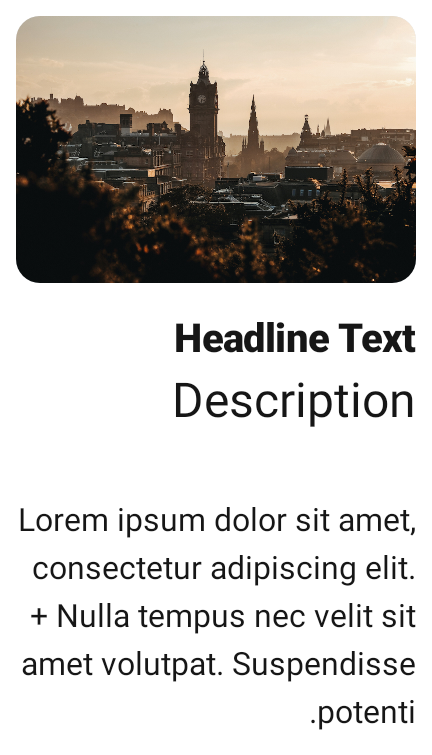 Headline Text
Description
Lorem ipsum dolor sit amet,
consectetur adipiscing elit.
+ Nulla tempus nec velit sit
amet volutpat. Suspendisse
.potenti